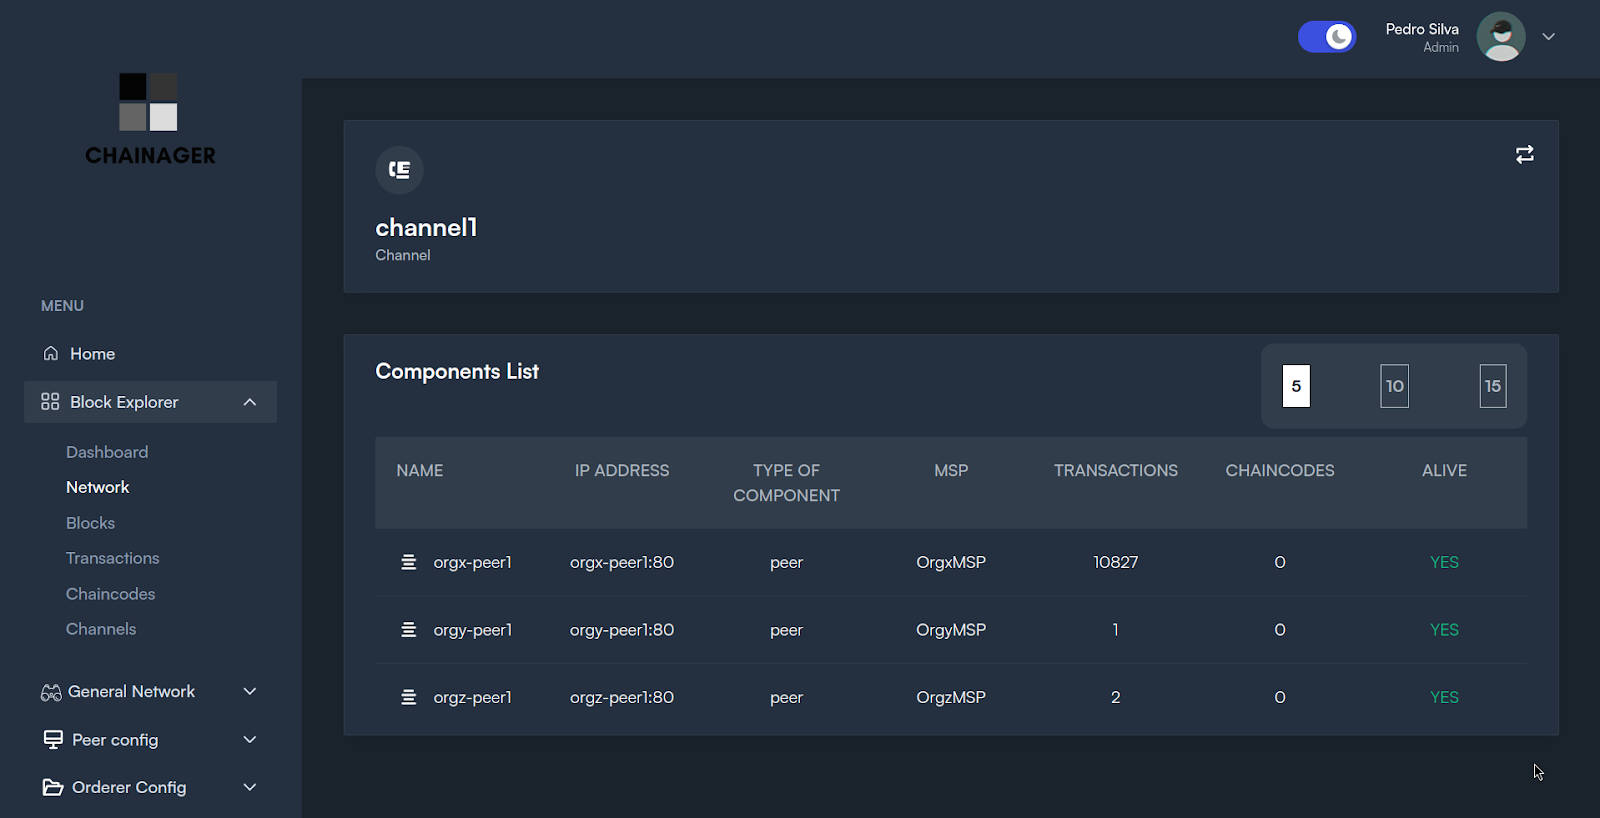 Pedro Silva
Admin
CHAINAGER
MENU
Home
Block Explorer
Dashboard
Network
Blocks
Transactions
Chaincodes
Channels
General Network
Peer config
Orderer Config
channel1
Channel
Components List
5 10 15
NAME IP ADDRESS TYPE OF COMPONENT MSP TRANSACTIONS CHAINCODES ALIVE
orgx-peer1 orgx-peer1:80 peer OrgxMSP 10827 0 YES
orgy-peer1 orgy-peer1:80 peer OrgyMSP 1 0 YES
orgz-peer1 orgz-peer1:80 peer OrgzMSP 2 0 YES